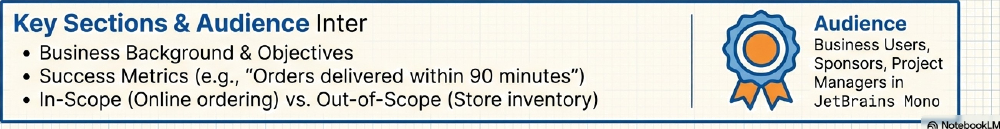 Key Sections & Audience Inter
• Business Background & Objectives
• Success Metrics (e.g., “Orders delivered within 90 minutes”)
• In-Scope (Online ordering) vs. Out-of-Scope (Store inventory)
Audience
Business Users,
Sponsors, Project
Managers in
JetBrains Mono
NotebookLM